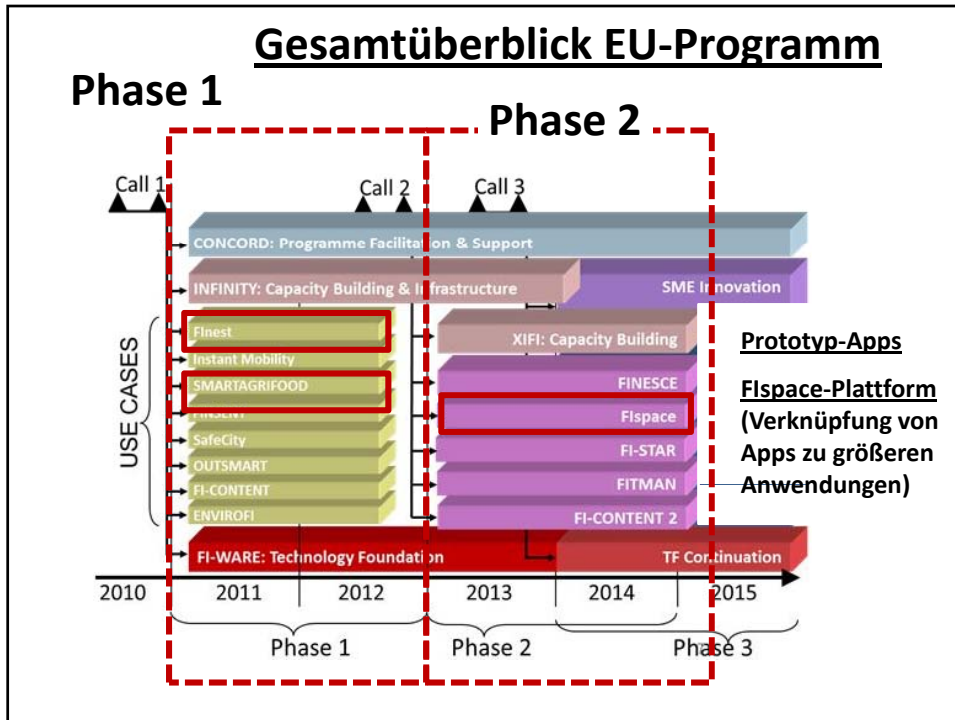 Gesamtüberblick EU-Programm
Phase 1
Phase 2
Call 1
Call 2
Call 3
CONCORD: Programme Facilitation & Support
INFINITY: Capacity Building & Infrastructure
SME Innovation
USE CASES
FInest
Instant Mobility
SMARTAGRIFOOD
FINSENY
SafeCity
OUTSMART
FI-CONTENT
ENVIROFI
XIFI: Capacity Building
FINESCE
FIspace
FI-STAR
FITMAN
FI-CONTENT 2
Prototyp-Apps
FIspace-Plattform
(Verknüpfung von
Apps zu größeren
Anwendungen)
FI-WARE: Technology Foundation
TF Continuation
2010
2011
2012
2013
2014
2015
Phase 1
Phase 2
Phase 3